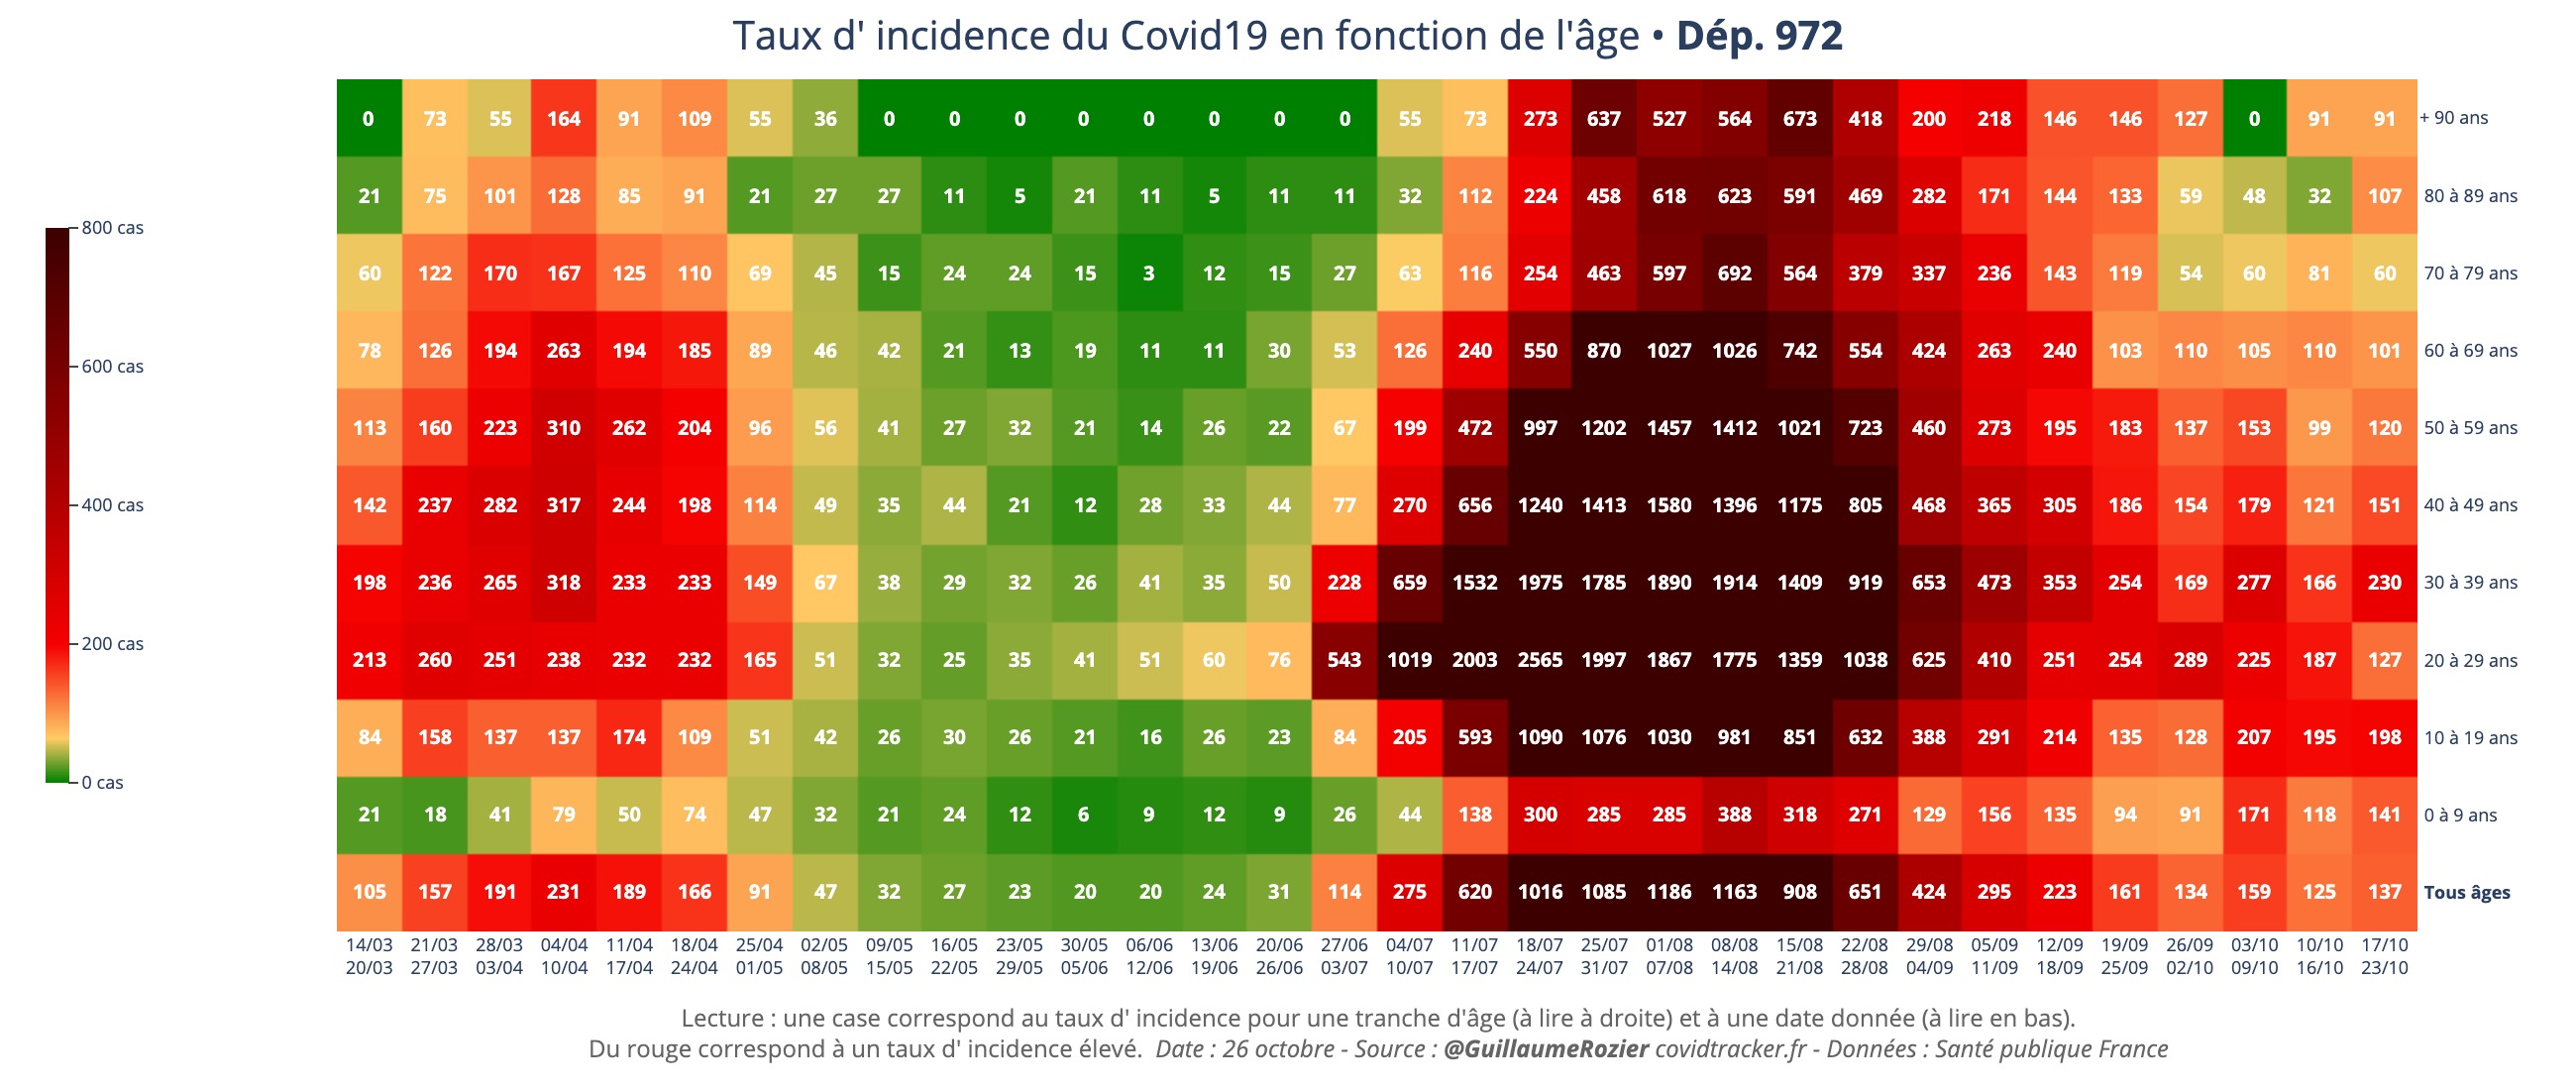 Taux d' incidence du Covid19 en fonction de l'âge • Dép. 972
0 73 55 164 91 109 55 36 0 0 0 0 0 0 0 0 55 73 273 637 527 564 673 418 200 218 146 146 127 0 91 91 + 90 ans
21 75 101 128 85 91 21 27 27 11 5 21 11 5 11 11 32 112 224 458 618 623 591 469 282 171 144 133 59 48 32 107 80 à 89 ans
800 cas
60 122 170 167 125 110 69 45 15 24 24 15 3 12 15 27 63 116 254 463 597 692 564 379 337 236 143 119 54 60 81 60 70 à 79 ans
78 126 194 263 194 185 89 46 42 21 13 19 11 11 30 53 126 240 550 870 1027 1026 742 554 424 263 240 103 110 105 110 101 60 à 69 ans
600 cas
113 160 223 310 262 204 96 56 41 27 32 21 14 26 22 67 199 472 997 1202 1457 1412 1021 723 460 273 195 183 137 153 99 120 50 à 59 ans
400 cas
142 237 282 317 244 198 114 49 35 44 21 12 28 33 44 77 270 656 1240 1413 1580 1396 1175 805 468 365 305 186 154 179 121 151 40 à 49 ans
198 236 265 318 233 233 149 67 38 29 32 26 41 35 50 228 659 1532 1975 1785 1890 1914 1409 919 653 473 353 254 169 277 166 230 30 à 39 ans
200 cas
213 260 251 238 232 232 165 51 32 25 35 41 51 60 76 543 1019 2003 2565 1997 1867 1775 1359 1038 625 410 251 254 289 225 187 127 20 à 29 ans
84 158 137 137 174 109 51 42 26 30 26 21 16 26 23 84 205 593 1090 1076 1030 981 851 632 388 291 214 135 128 207 195 198 10 à 19 ans
0 cas
21 18 41 79 50 74 47 32 21 24 12 6 9 12 9 26 44 138 300 285 285 388 318 271 129 156 135 94 91 171 118 141 0 à 9 ans
105 157 191 231 189 166 91 47 32 27 23 20 20 24 31 114 275 620 1016 1085 1186 1163 908 651 424 295 223 161 134 159 125 137 Tous âges
14/03 21/03 28/03 04/04 11/04 18/04 25/04 02/05 09/05 16/05 23/05 30/05 06/06 13/06 20/06 27/06 04/07 11/07 18/07 25/07 01/08 08/08 15/08 22/08 29/08 05/09 12/09 19/09 26/09 03/10 10/10 17/10
20/03 27/03 03/04 10/04 17/04 24/04 01/05 08/05 15/05 22/05 29/05 05/06 12/06 19/06 26/06 03/07 10/07 17/07 24/07 31/07 07/08 14/08 21/08 28/08 04/09 11/09 18/09 25/09 02/10 09/10 16/10 23/10
Lecture : une case correspond au taux d' incidence pour une tranche d'âge (à lire à droite) et à une date donnée (à lire en bas).
Du rouge correspond à un taux d' incidence élevé. Date : 26 octobre - Source : @GuillaumeRozier covidtracker.fr - Données : Santé publique France